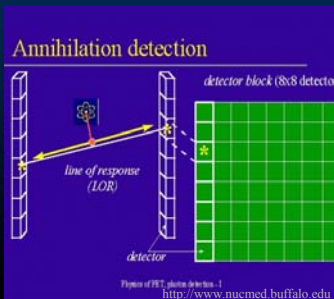 Annihilation detection
detector block (8x8 detector
line of response
(LOR)
detector
Physics of PET, photon detection - I
http://www.nucmed.buffalo.edu